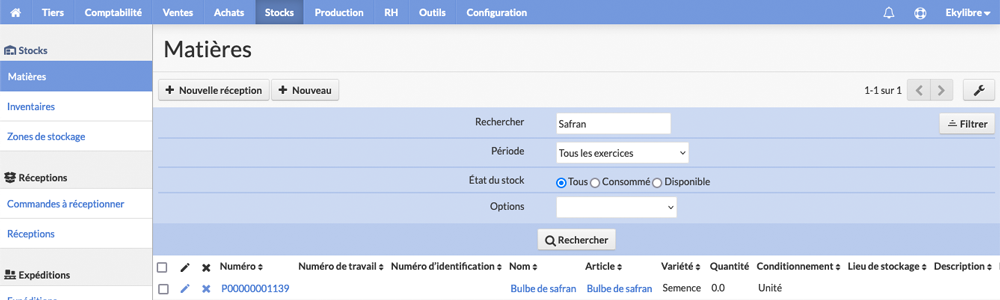 Tiers Comptabilité Ventes Achats Stocks Production RH Outils Configuration Ekylibre
Stocks
Matières
Inventaires
Zones de stockage
Réceptions
Commandes à réceptionner
Réceptions
Expéditions
Matières
Nouvelle réception Nouveau 1-1 sur 1
Rechercher Safran Filtrer
Période Tous les exercices
État du stock Tous Consommé Disponible
Options
Rechercher
Numéro Numéro de travail Numéro d'identification Nom Article Variété Quantité Conditionnement Lieu de stockage Description
P00000001139 Bulbe de safran Bulbe de safran Semence 0.0 Unité